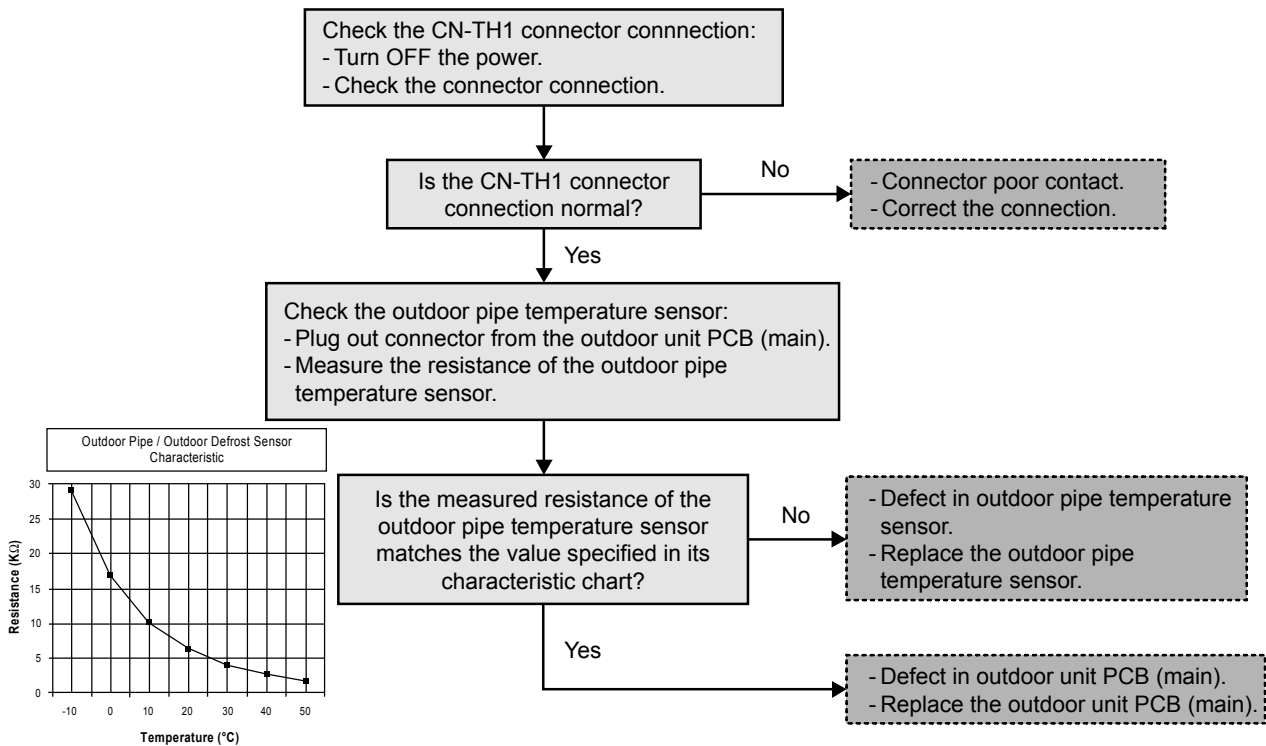 Check the CN-TH1 connector connnection:
- Turn OFF the power.
- Check the connector connection.
Is the CN-TH1 connector
connection normal?
No
- Connector poor contact.
- Correct the connection.
Yes
Check the outdoor pipe temperature sensor:
- Plug out connector from the outdoor unit PCB (main).
- Measure the resistance of the outdoor pipe
temperature sensor.
Outdoor Pipe / Outdoor Defrost Sensor
Characteristic
30
25
20
15
10
5
0
Resistance (KΩ)
-10 0 10 20 30 40 50
Temperature (°C)
Is the measured resistance of the
outdoor pipe temperature sensor
matches the value specified in its
characteristic chart?
No
- Defect in outdoor pipe temperature
sensor.
- Replace the outdoor pipe
temperature sensor.
Yes
- Defect in outdoor unit PCB (main).
- Replace the outdoor unit PCB (main).